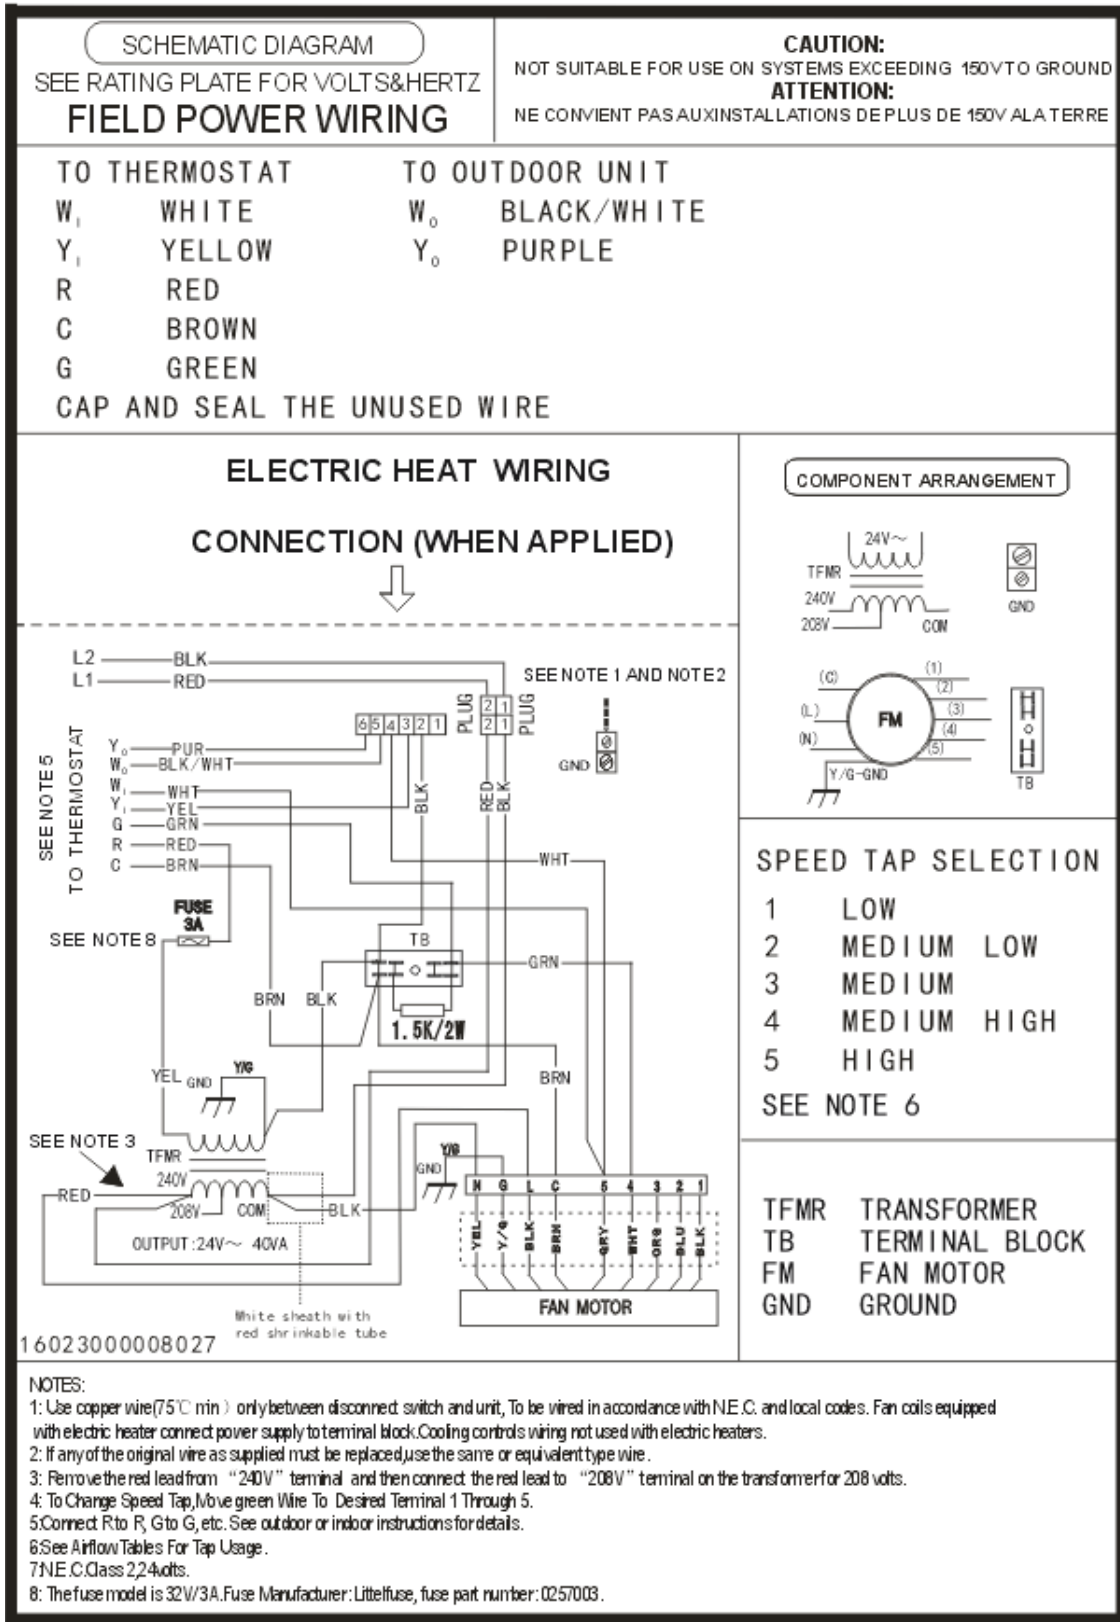 SCHEMATIC DIAGRAM
SEE RATING PLATE FOR VOLTS&HERTZ
FIELD POWER WIRING
CAUTION:
NOT SUITABLE FOR USE ON SYSTEMS EXCEEDING 150V TO GROUND
ATTENTION:
NE CONVIENT PAS AUXINSTALLATIONS DE PLUS DE 150V A LA TERRE
TO THERMOSTAT
TO OUTDOOR UNIT
W1 WHITE
W0 BLACK/WHITE
Y1 YELLOW
Y0 PURPLE
R RED
C BROWN
G GREEN
CAP AND SEAL THE UNUSED WIRE
ELECTRIC HEAT WIRING
CONNECTION (WHEN APPLIED)
L2 BLK
L1 RED
SEE NOTE 1 AND NOTE 2
PLUG
2 1
2 1
PLUG
6 5 4 3 2 1
GND
SEE NOTE 5
TO THERMOSTAT
Y0 PUR
W0 BLK/WHT
W1 WHT
Y1 YEL
G GRN
R RED
C BRN
BLK
RED
BLK
WHT
FUSE
3A
SEE NOTE 8
TB
GRN
BRN
BLK
1.5K/2W
BRN
YEL
GND
Y/G
SEE NOTE 3
TFMR
240V
RED
208V
COM
BLK
OUTPUT:24V～ 40VA
White sheath with
red shrinkable tube
GND
Y/G
N G L C 5 4 3 2 1
YEL Y/G BLK BRN GRY WHT ORG BLU BLK
FAN MOTOR
16023000008027
COMPONENT ARRANGEMENT
24V～
TFMR
240V
208V
COM
GND
(C)
(L)
(N)
FM
(1)
(2)
(3)
(4)
(5)
Y/G-GND
TB
SPEED TAP SELECTION
1 LOW
2 MEDIUM LOW
3 MEDIUM
4 MEDIUM HIGH
5 HIGH
SEE NOTE 6
TFMR TRANSFORMER
TB TERMINAL BLOCK
FM FAN MOTOR
GND GROUND
NOTES:
1: Use copper wire(75℃ min ) only between disconnect switch and unit, To be wired in accordance with N.E.C. and local codes. Fan coils equipped
with electric heater connect power supply to terminal block.Cooling controls wiring not used with electric heaters.
2: If any of the original wire as supplied must be replaced,use the same or equivalent type wire.
3: Remove the red lead from “240V” terminal and then connect the red lead to “208V” terminal on the transformer for 208 volts.
4: To Change Speed Tap,Move green Wire To Desired Terminal 1 Through 5.
5:Connect R to R, G to G, etc. See outdoor or indoor instructions for details.
6:See Airflow Tables For Tap Usage.
7:N.E.C.Class 2,24volts.
8: The fuse model is 32V/3A.Fuse Manufacturer: Littelfuse, fuse part number: 0257003.